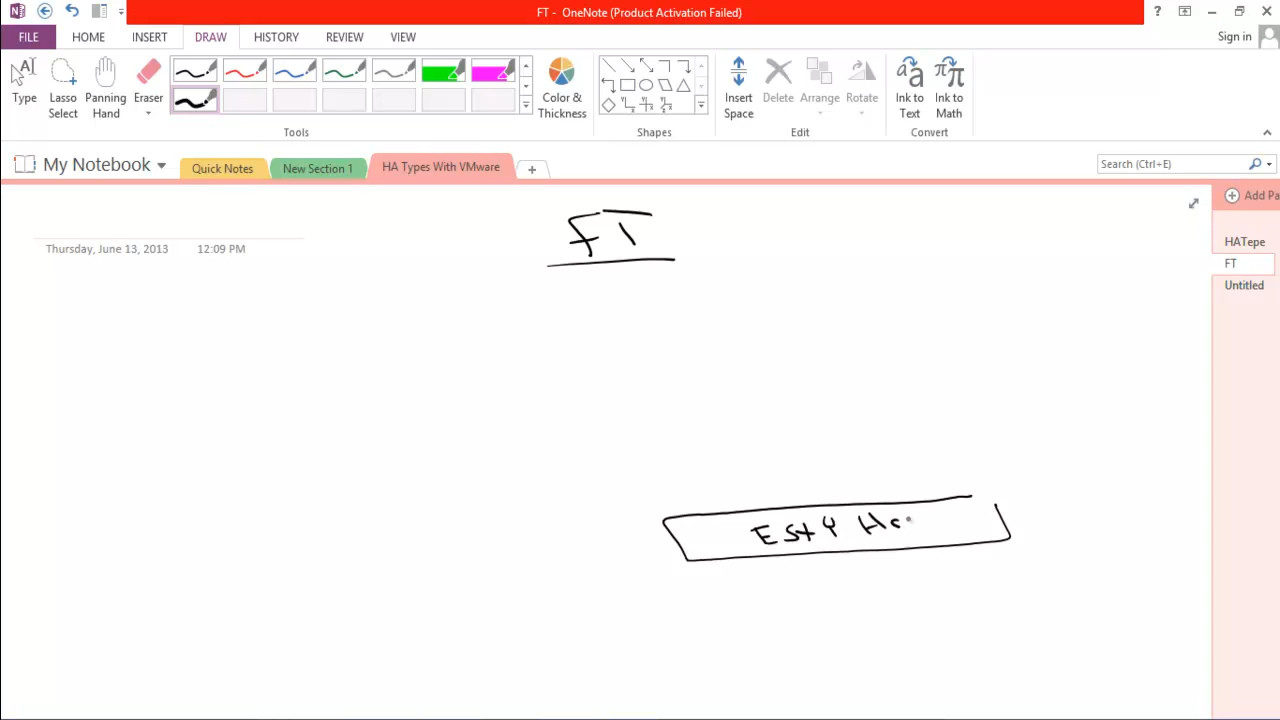 FT - OneNote (Product Activation Failed)
?
FILE HOME INSERT DRAW HISTORY REVIEW VIEW
Sign in
Type
Lasso Select
Panning Hand
Eraser
Color & Thickness
Insert Space
Delete
Arrange
Rotate
Ink to Text
Ink to Math
Tools
Shapes
Edit
Convert
My Notebook
Quick Notes
New Section 1
HA Types With VMware
Search (Ctrl+E)
Add Pa
HATepe
FT
Untitled
FT
Thursday, June 13, 2013 12:09 PM